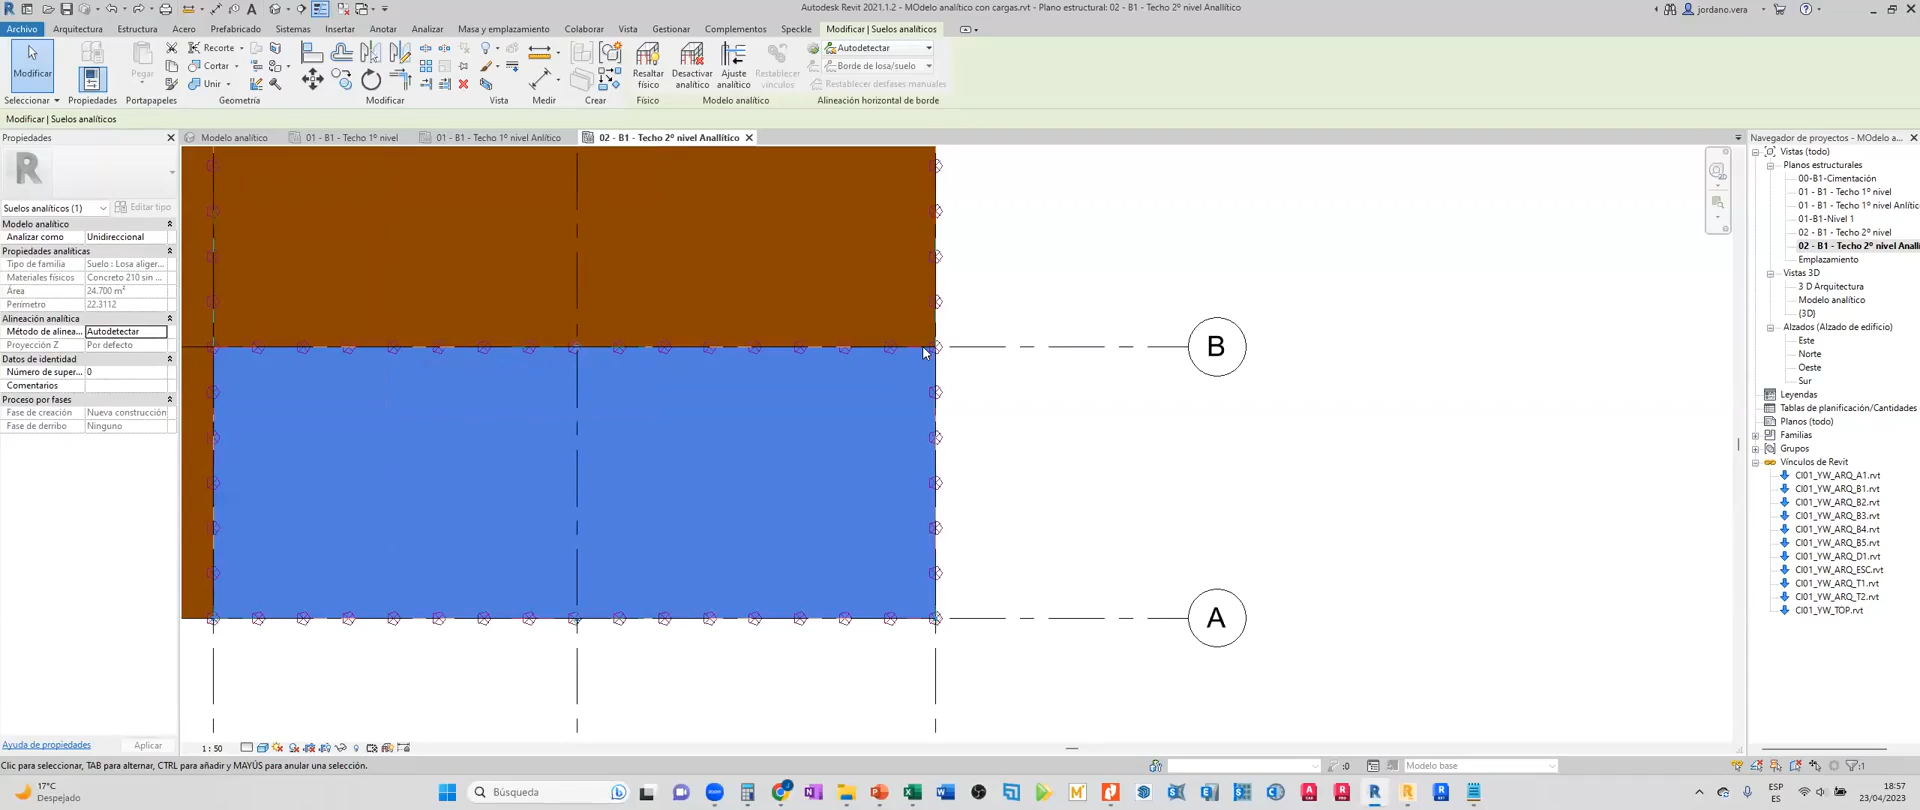 Autodesk Revit 2021.1.2 - MOdelo analítico con cargas.rvt - Plano estructural: 02 - B1 - Techo 2º nivel Anallítico
jordano.vera
Archivo Arquitectura Estructura Acero Prefabricado Sistemas Insertar Anotar Analizar Masa y emplazamiento Colaborar Vista Gestionar Complementos Speckle Modificar | Suelos analíticos
Recorte
Cortar
Unir
Modificar
Pegar
Resaltar físico
Desactivar analítico
Ajuste analítico
Restablecer vínculos
Autodetectar
Borde de losa/suelo
Restablecer desfases manuales
Seleccionar Propiedades Portapapeles Geometría Modificar Vista Medir Crear Físico Modelo analítico Alineación horizontal de borde
Modificar | Suelos analíticos
Propiedades
Modelo analítico
01 - B1 - Techo 1º nivel
01 - B1 - Techo 1º nivel Anlítico
02 - B1 - Techo 2º nivel Anallítico
Suelos analíticos (1)
Editar tipo
Modelo analítico
Analizar como Unidireccional
Propiedades analíticas
Tipo de familia Suelo : Losa aliger...
Materiales físicos Concreto 210 sin ...
Área 24.700 m²
Perímetro 22.3112
Alineación analítica
Método de alinea... Autodetectar
Proyección Z Por defecto
Datos de identidad
Número de super... 0
Comentarios
Proceso por fases
Fase de creación Nueva construcción
Fase de derribo Ninguno
Ayuda de propiedades
Aplicar
B
A
Navegador de proyectos - MOdelo a...
Vistas (todo)
Planos estructurales
00-B1-Cimentación
01 - B1 - Techo 1º nivel
01 - B1 - Techo 1º nivel Anlític
01-B1-Nivel 1
02 - B1 - Techo 2º nivel
02 - B1 - Techo 2º nivel Anallí
Emplazamiento
Vistas 3D
3 D Arquitectura
Modelo analítico
{3D}
Alzados (Alzado de edificio)
Este
Norte
Oeste
Sur
Leyendas
Tablas de planificación/Cantidades
Planos (todo)
Familias
Grupos
Vínculos de Revit
CI01_YW_ARQ_A1.rvt
CI01_YW_ARQ_B1.rvt
CI01_YW_ARQ_B2.rvt
CI01_YW_ARQ_B3.rvt
CI01_YW_ARQ_B4.rvt
CI01_YW_ARQ_B5.rvt
CI01_YW_ARQ_D1.rvt
CI01_YW_ARQ_ESC.rvt
CI01_YW_ARQ_T1.rvt
CI01_YW_ARQ_T2.rvt
CI01_YW_TOP.rvt
1 : 50
Clic para seleccionar, TAB para alternar, CTRL para añadir y MAYÚS para anular una selección.
:0
Modelo base
:1
17°C
Despejado
Búsqueda
ESP
ES
18:57
23/04/2023